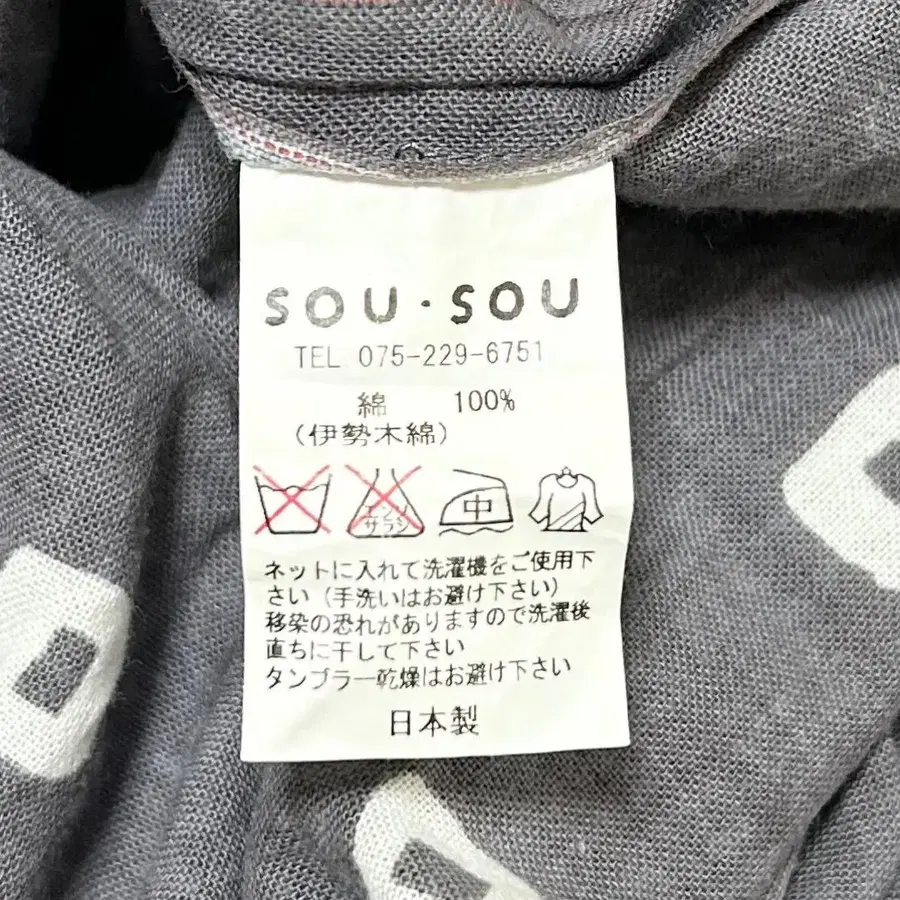 SOU・SOU
TEL 075-229-6751
綿 100%
(伊勢木綿)
エンソ
サラシ
中
ネットに入れて洗濯機をご使用下
さい(手洗いはお避け下さい)
移染の恐れがありますので洗濯後
直ちに干して下さい
タンブラー乾燥はお避け下さい
日本製